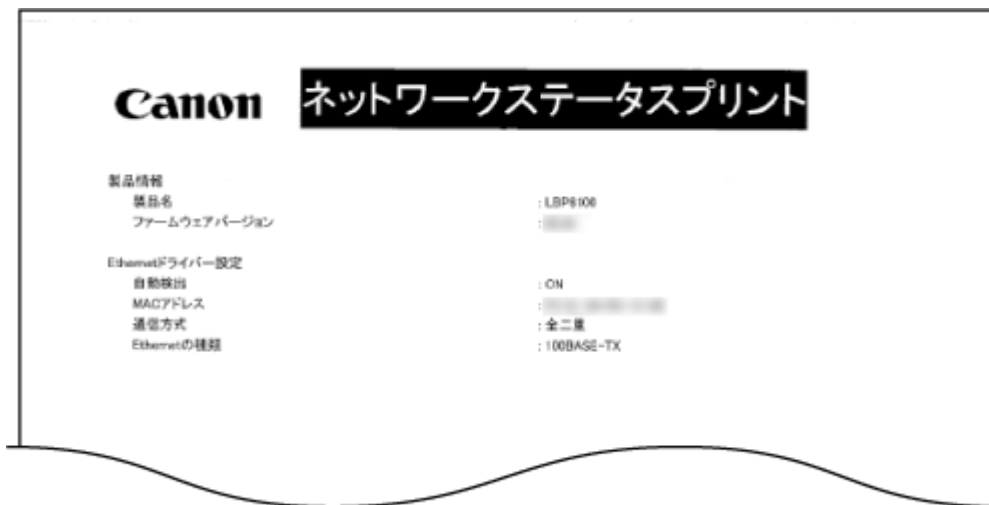 Canon ネットワークステータスプリント
製品情報
製品名 : LBP8100
ファームウェアバージョン :
Ethernetドライバー設定
自動検出 : ON
MACアドレス :
通信方式 : 全二重
Ethernetの種類 : 100BASE-TX